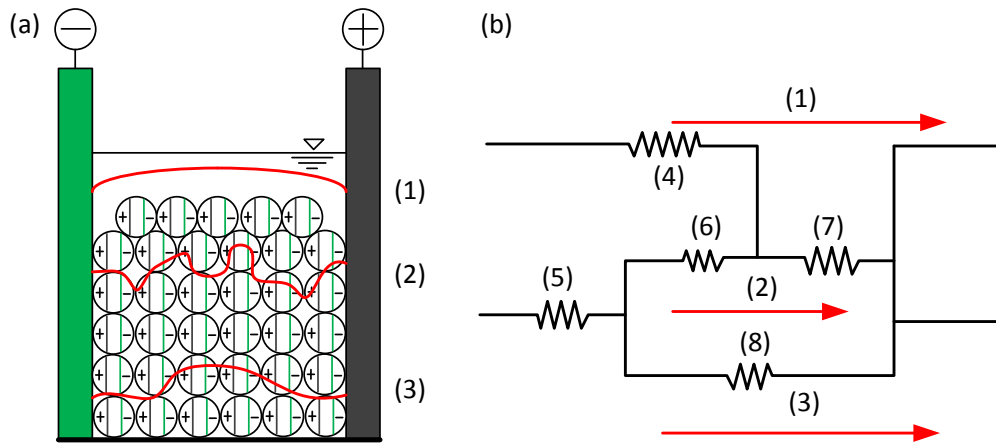 (a)
− +
(1)
(2)
(3)
+ − + − + − + − + −
+ − + − + − + − + − + −
+ − + − + − + − + − + −
+ − + − + − + − + − + −
+ − + − + − + − + − + −
+ − + − + − + − + − + −
(b)
(1)
(4)
(6) (7)
(2)
(5)
(8)
(3)